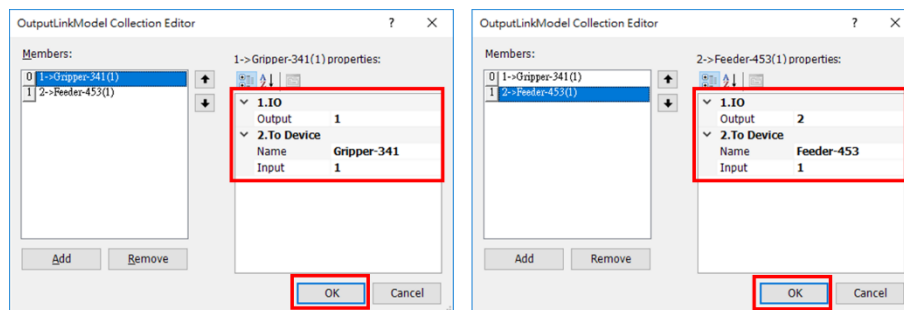 OutputLinkModel Collection Editor
? ×
Members:
1->Gripper-341(1) properties:
0 1->Gripper-341(1)
1 2->Feeder-453(1)
1.IO
Output 1
2.To Device
Name Gripper-341
Input 1
Add Remove
OK Cancel
OutputLinkModel Collection Editor
? ×
Members:
2->Feeder-453(1) properties:
0 1->Gripper-341(1)
1 2->Feeder-453(1)
1.IO
Output 2
2.To Device
Name Feeder-453
Input 1
Add Remove
OK Cancel